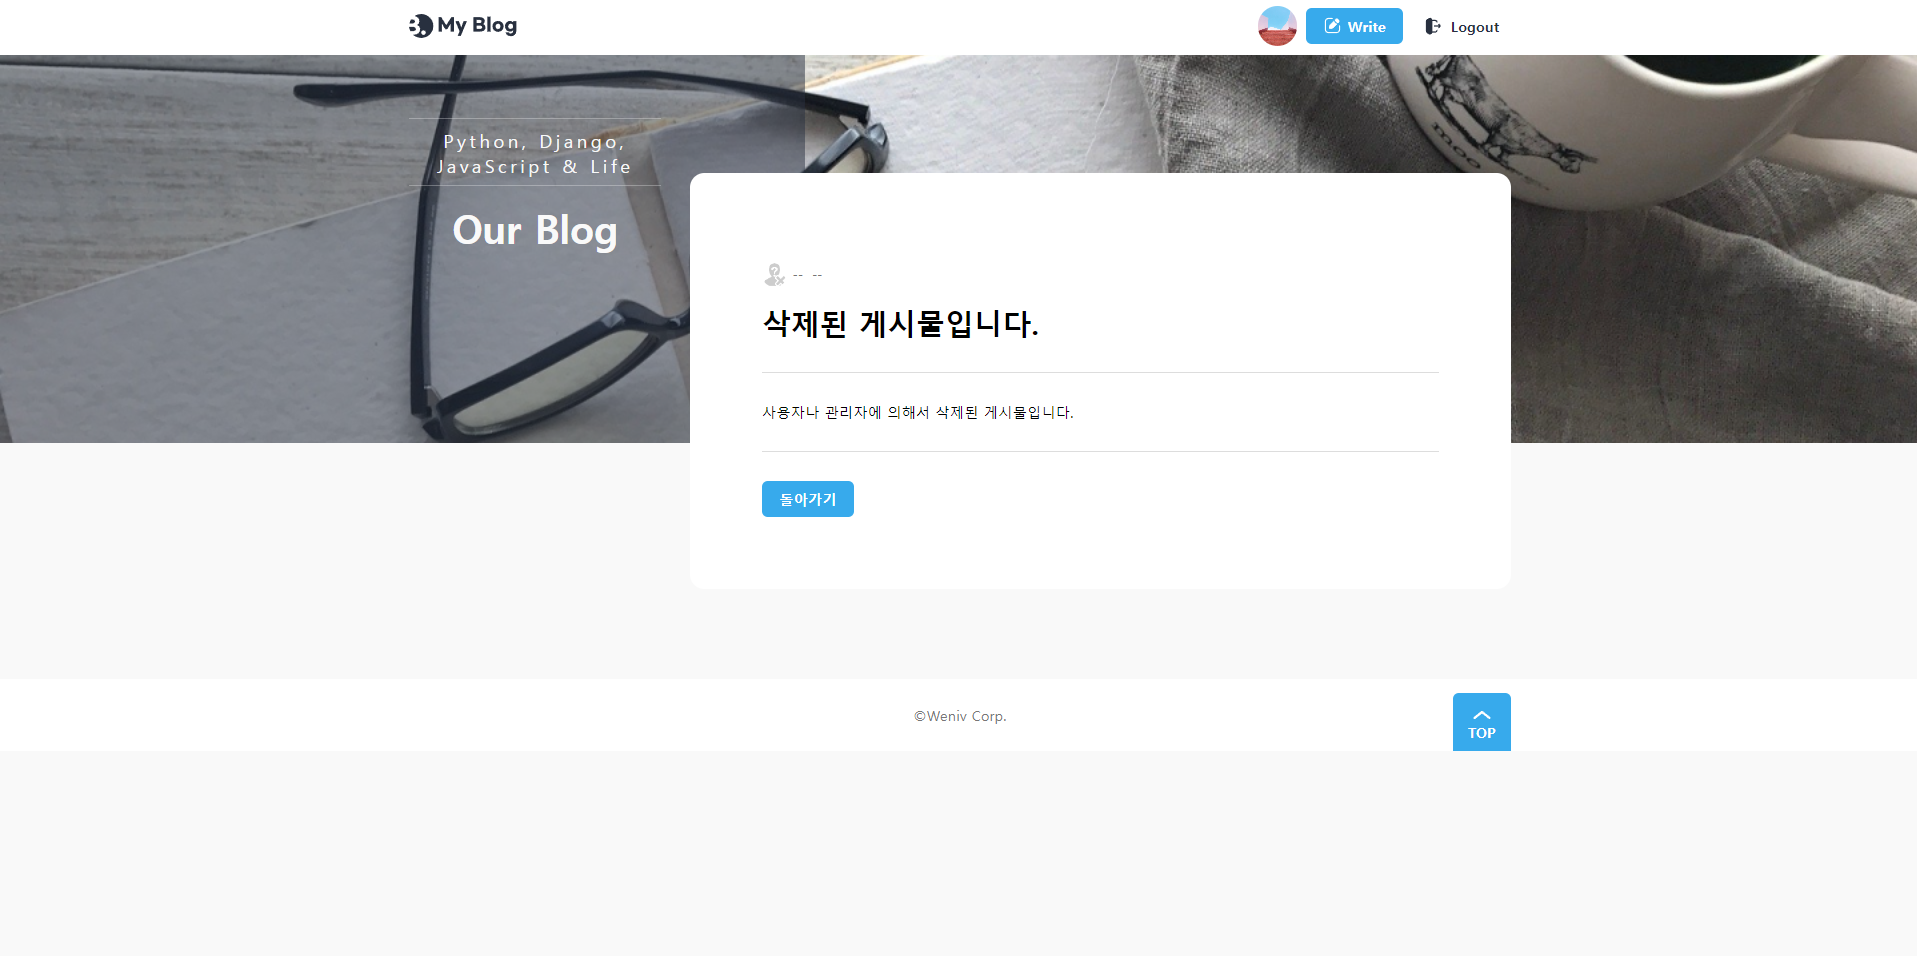 My Blog
Write
Logout
Python, Django,
JavaScript & Life
Our Blog
moo
-- --
삭제된 게시물입니다.
사용자나 관리자에 의해서 삭제된 게시물입니다.
돌아가기
©Weniv Corp.
TOP